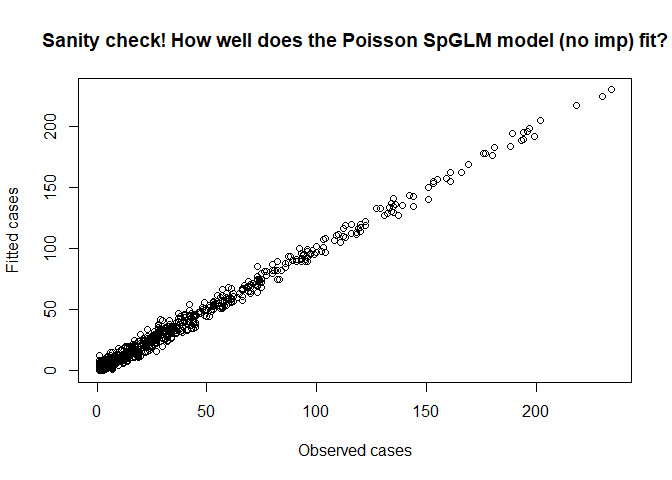 Sanity check! How well does the Poisson SpGLM model (no imp) fit?
200
150
100
50
0
Fitted cases
0 50 100 150 200
Observed cases